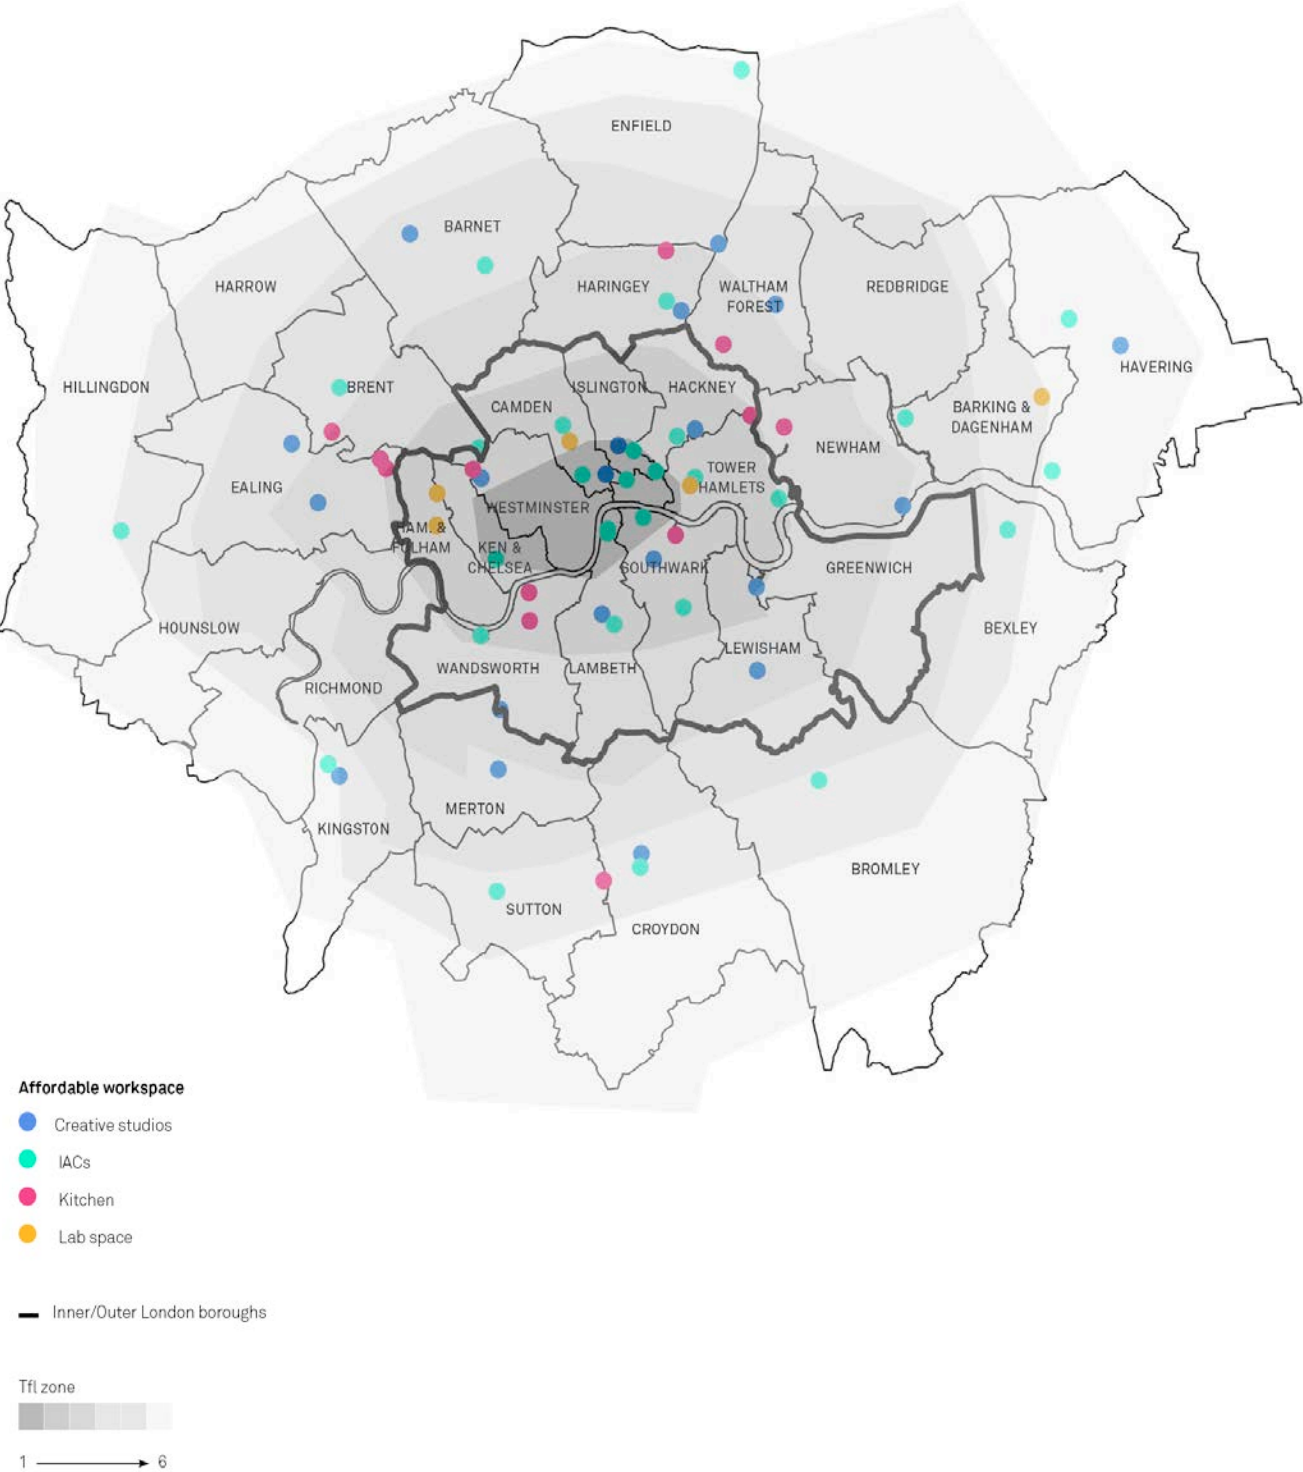 ENFIELD
BARNET
HARROW
HARINGEY
WALTHAM
FOREST
REDBRIDGE
HILLINGDON
BRENT
ISLINGTON
HACKNEY
HAVERING
CAMDEN
BARKING &
DAGENHAM
NEWHAM
EALING
TOWER
HAMLETS
WESTMINSTER
HAM. &
FULHAM
KEN &
CHELSEA
SOUTHWARK
GREENWICH
HOUNSLOW
BEXLEY
RICHMOND
WANDSWORTH
LAMBETH
LEWISHAM
MERTON
KINGSTON
BROMLEY
SUTTON
CROYDON
Affordable workspace
Creative studios
IACs
Kitchen
Lab space
Inner/Outer London boroughs
Tfl zone
1
6